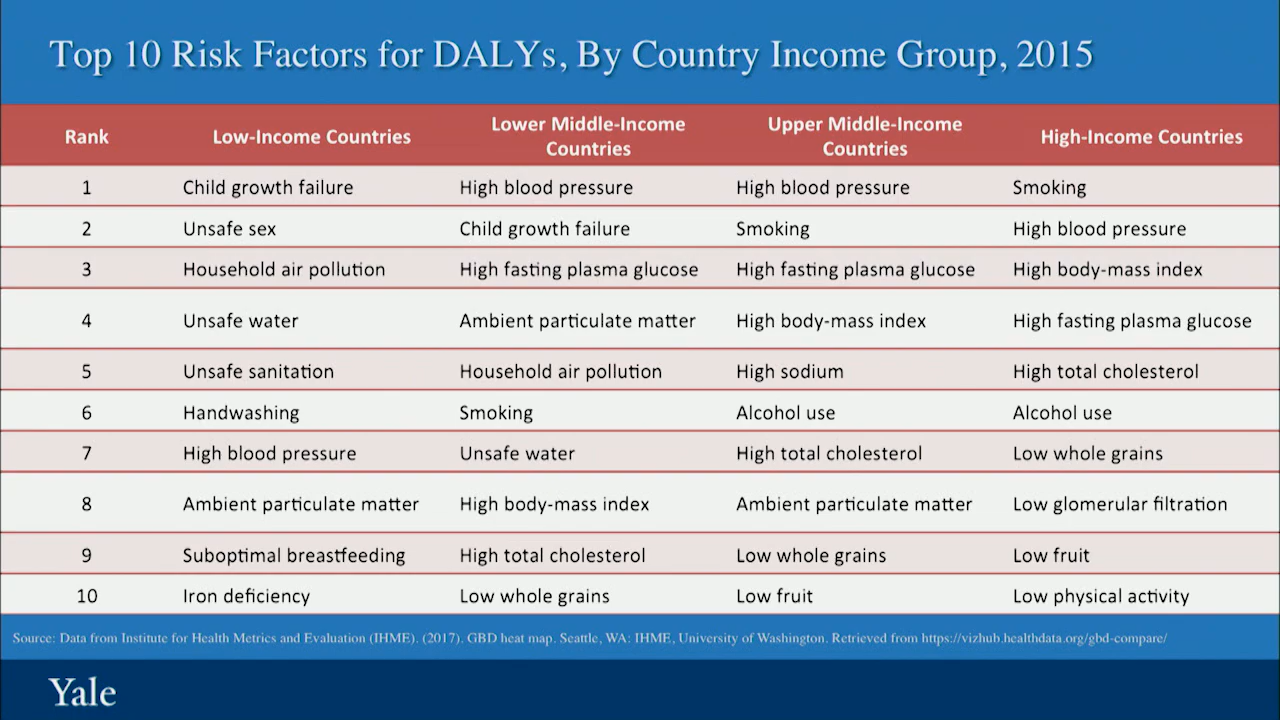 Top 10 Risk Factors for DALYs, By Country Income Group, 2015
Rank Low-Income Countries Lower Middle-Income Countries Upper Middle-Income Countries High-Income Countries
1 Child growth failure High blood pressure High blood pressure Smoking
2 Unsafe sex Child growth failure Smoking High blood pressure
3 Household air pollution High fasting plasma glucose High fasting plasma glucose High body-mass index
4 Unsafe water Ambient particulate matter High body-mass index High fasting plasma glucose
5 Unsafe sanitation Household air pollution High sodium High total cholesterol
6 Handwashing Smoking Alcohol use Alcohol use
7 High blood pressure Unsafe water High total cholesterol Low whole grains
8 Ambient particulate matter High body-mass index Ambient particulate matter Low glomerular filtration
9 Suboptimal breastfeeding High total cholesterol Low whole grains Low fruit
10 Iron deficiency Low whole grains Low fruit Low physical activity
Source: Data from Institute for Health Metrics and Evaluation (IHME). (2017). GBD heat map. Seattle, WA: IHME, University of Washington. Retrieved from https://vizhub.healthdata.org/gbd-compare/
Yale